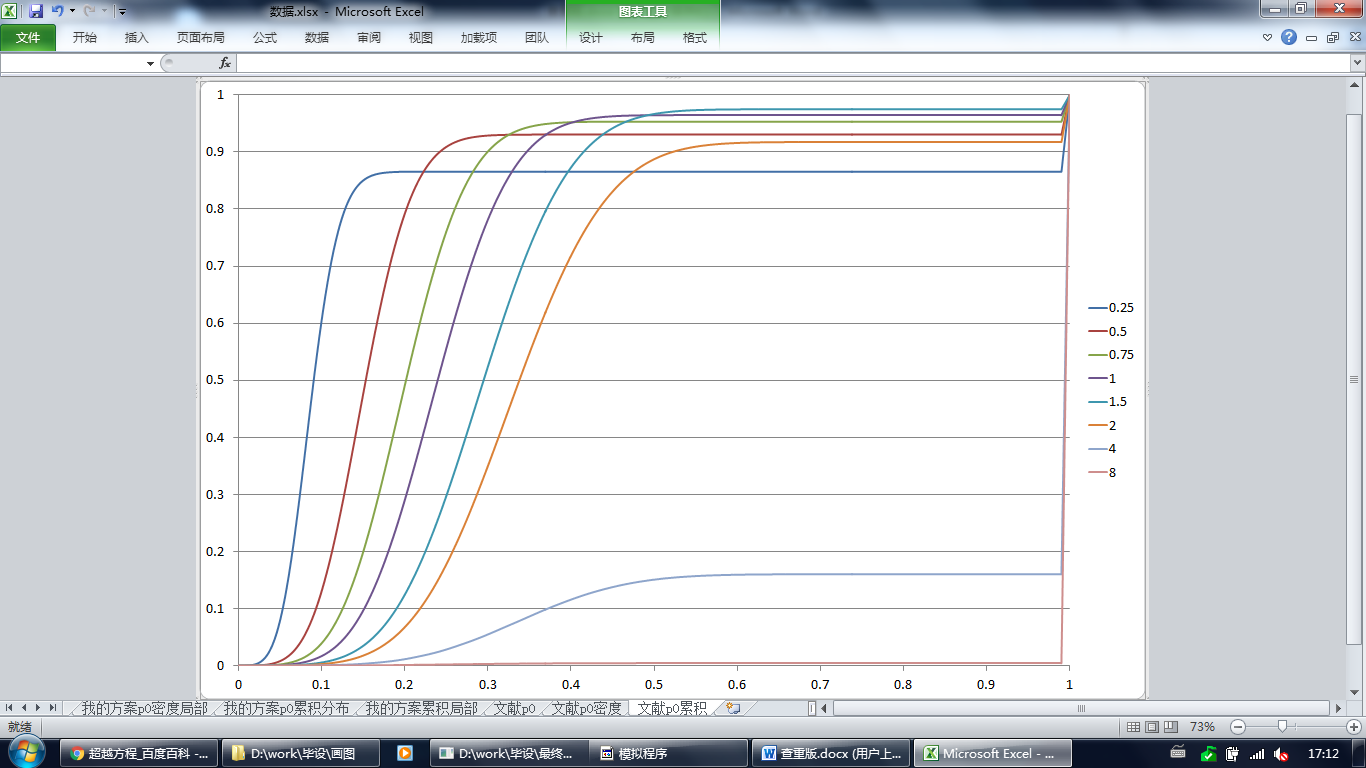 数据.xlsx - Microsoft Excel
图表工具
文件 开始 插入 页面布局 公式 数据 审阅 视图 加载项 团队 设计 布局 格式
fx
1
0.9
0.8
0.7
0.6
0.5
0.4
0.3
0.2
0.1
0
0 0.1 0.2 0.3 0.4 0.5 0.6 0.7 0.8 0.9 1
0.25
0.5
0.75
1
1.5
2
4
8
我的方案p0密度局部 我的方案p0累积分布 我的方案累积局部 文献p0 文献p0密度 文献p0累积
就绪 73%
超越方程_百度百科 -... D:\work\毕设\画图 D:\work\毕设\最终... 模拟程序 查重版.docx (用户上... Microsoft Excel - ... 17:12